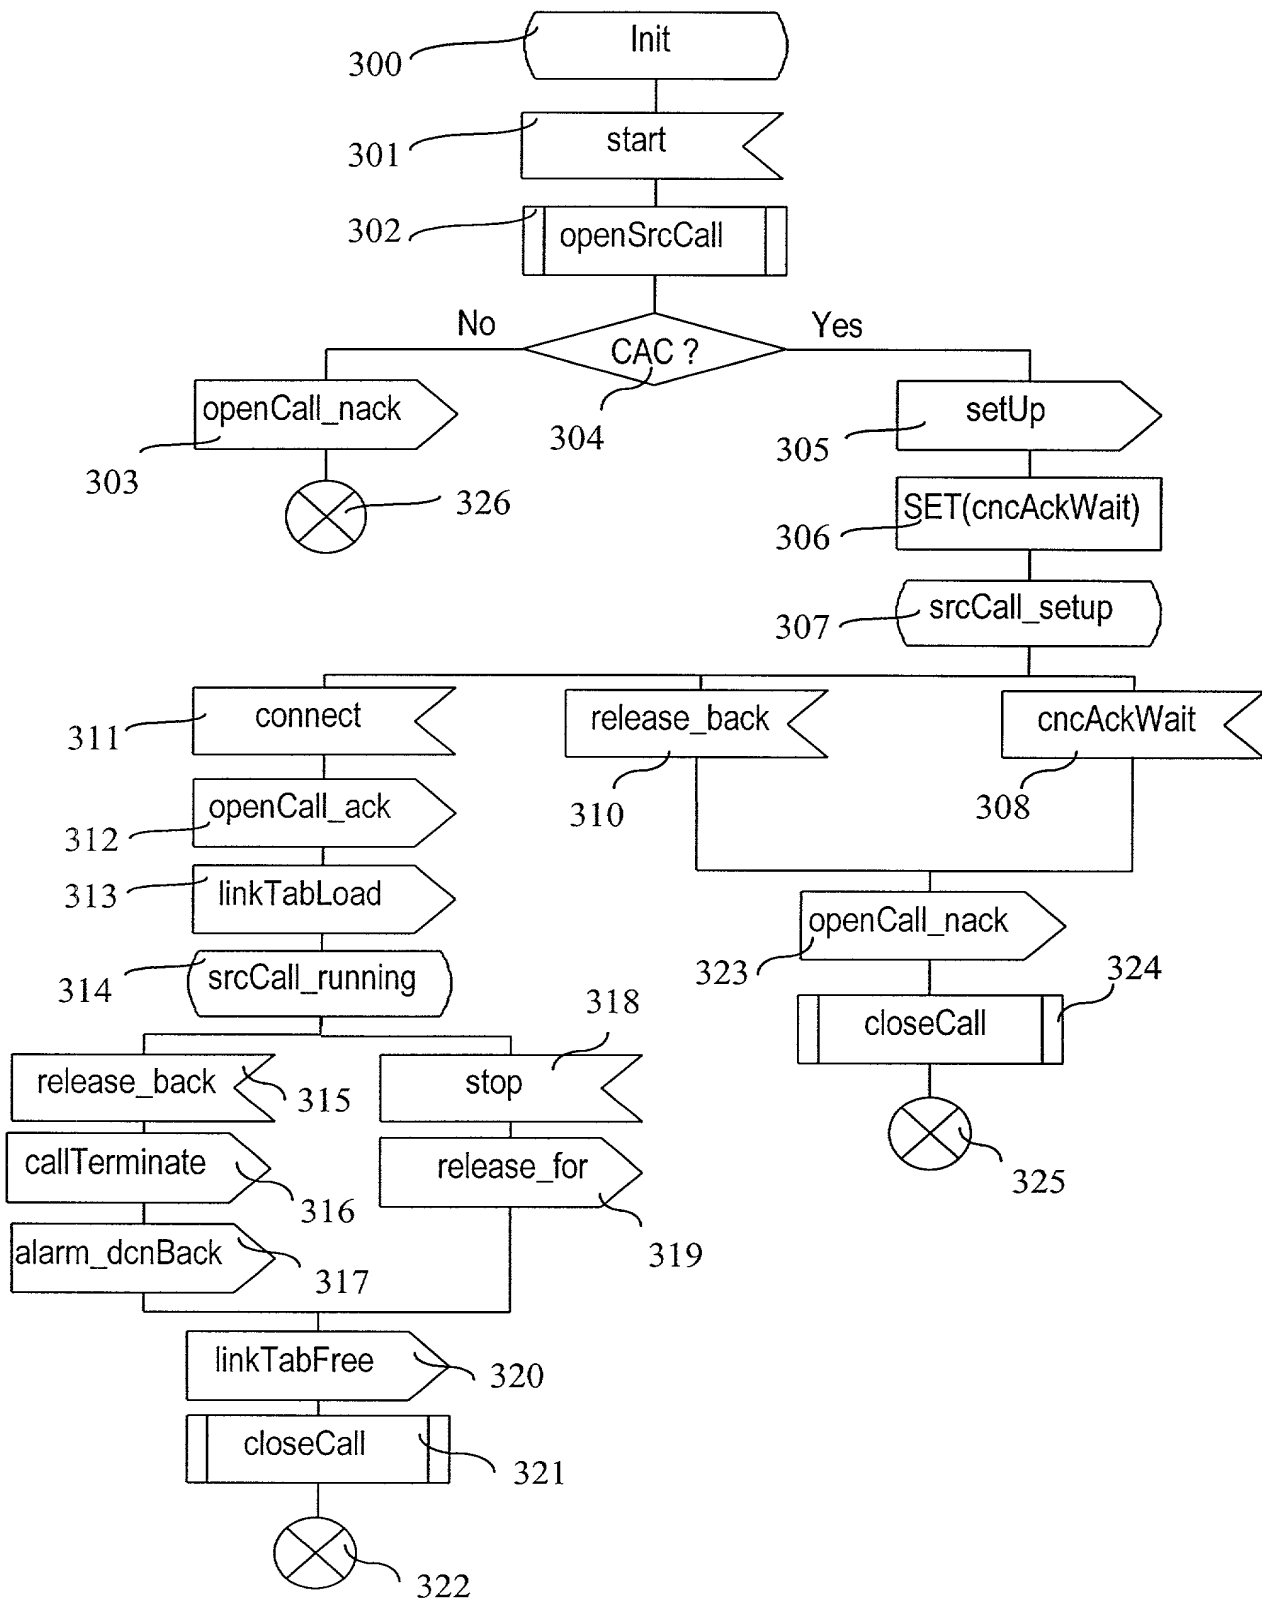 Init
300
start
301
openSrcCall
302
No
Yes
CAC ?
304
openCall_nack
303
326
setUp
305
SET(cncAckWait)
306
srcCall_setup
307
connect
311
release_back
310
cncAckWait
308
openCall_ack
312
linkTabLoad
313
openCall_nack
323
srcCall_running
314
324
closeCall
318
release_back
315
stop
325
callTerminate
316
release_for
319
alarm_dcnBack
317
linkTabFree
320
closeCall
321
322